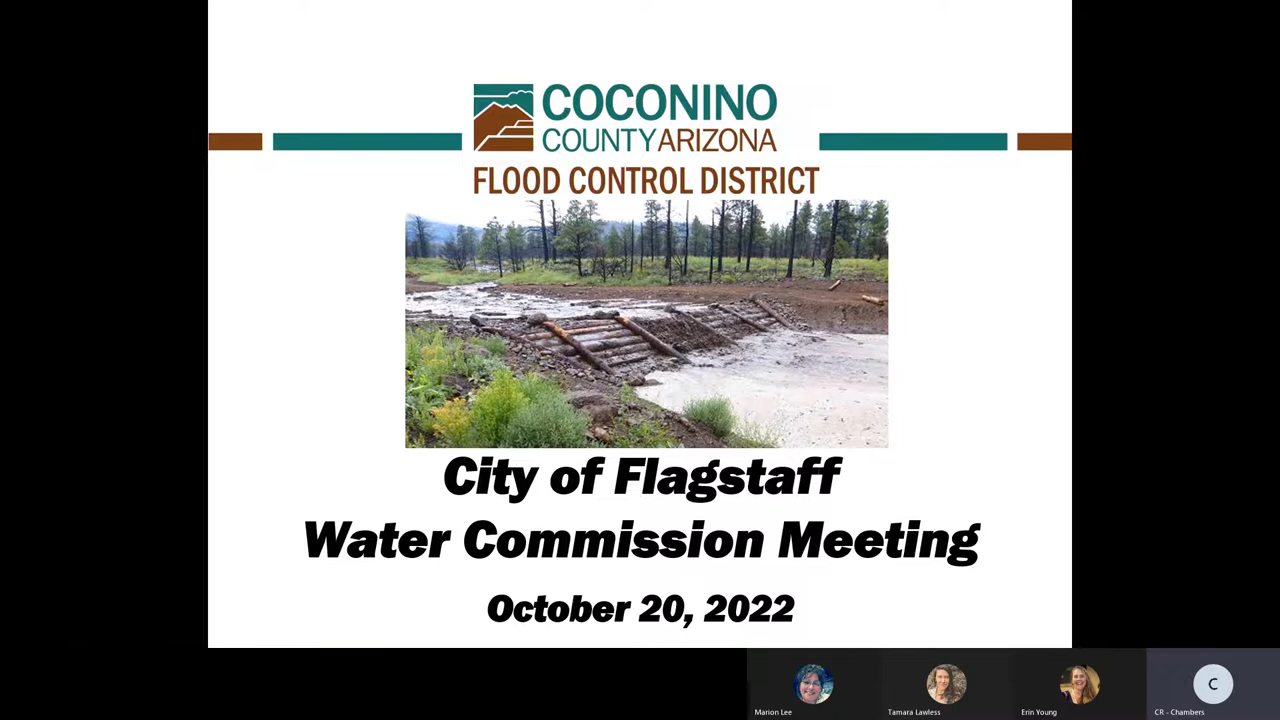 COCONINO
COUNTY ARIZONA
FLOOD CONTROL DISTRICT
City of Flagstaff
Water Commission Meeting
October 20, 2022
Marion Lee
Tamara Lawless
Erin Young
C
CR - Chambers